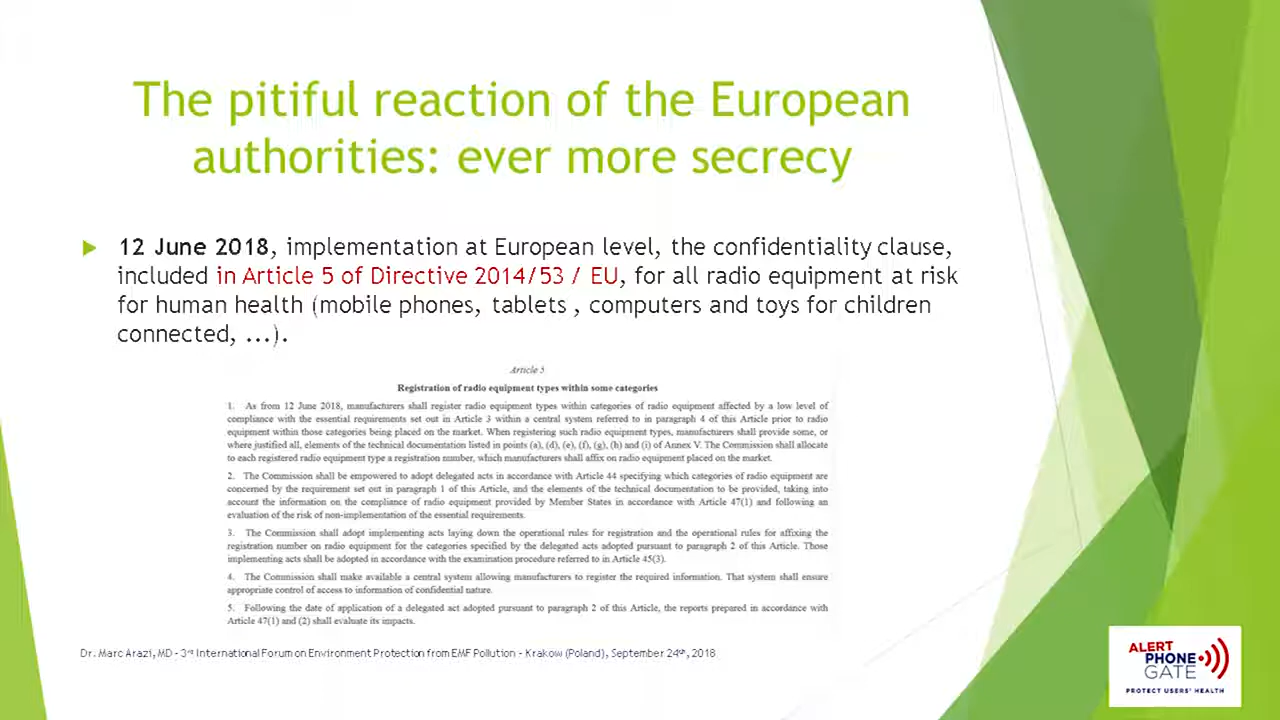 The pitiful reaction of the European
authorities: ever more secrecy
12 June 2018, implementation at European level, the confidentiality clause,
included in Article 5 of Directive 2014/53 / EU, for all radio equipment at risk
for human health (mobile phones, tablets , computers and toys for children
connected, ...).
Article 5
Registration of radio equipment types within some categories
1. As from 12 June 2018, manufacturers shall register radio equipment types within categories of radio equipment affected by a low level of
compliance with the essential requirements set out in Article 3 within a central system referred to in paragraph 4 of this Article prior to radio
equipment within those categories being placed on the market. When registering such radio equipment types, manufacturers shall provide some, or
where justified all, elements of the technical documentation listed in points (a), (d), (e), (f), (g), (h) and (i) of Annex V. The Commission shall allocate
to each registered radio equipment type a registration number, which manufacturers shall affix on radio equipment placed on the market.
2. The Commission shall be empowered to adopt delegated acts in accordance with Article 44 specifying which categories of radio equipment are
concerned by the requirement set out in paragraph 1 of this Article, and the elements of the technical documentation to be provided, taking into
account the information on the compliance of radio equipment provided by Member States in accordance with Article 47(1) and following an
evaluation of the risk of non-implementation of the essential requirements.
3. The Commission shall adopt implementing acts laying down the operational rules for registration and the operational rules for affixing the
registration number on radio equipment for the categories specified by the delegated acts adopted pursuant to paragraph 2 of this Article. Those
implementing acts shall be adopted in accordance with the examination procedure referred to in Article 45(3).
4. The Commission shall make available a central system allowing manufacturers to register the required information. That system shall ensure
appropriate control of access to information of confidential nature.
5. Following the date of application of a delegated act adopted pursuant to paragraph 2 of this Article, the reports prepared in accordance with
Article 47(1) and (2) shall evaluate its impacts.
Dr. Marc Arazi, MD - 3rd International Forum on Environment Protection from EMF Pollution - Krakow (Poland), September 24th, 2018
ALERT
PHONE
GATE
PROTECT USERS' HEALTH